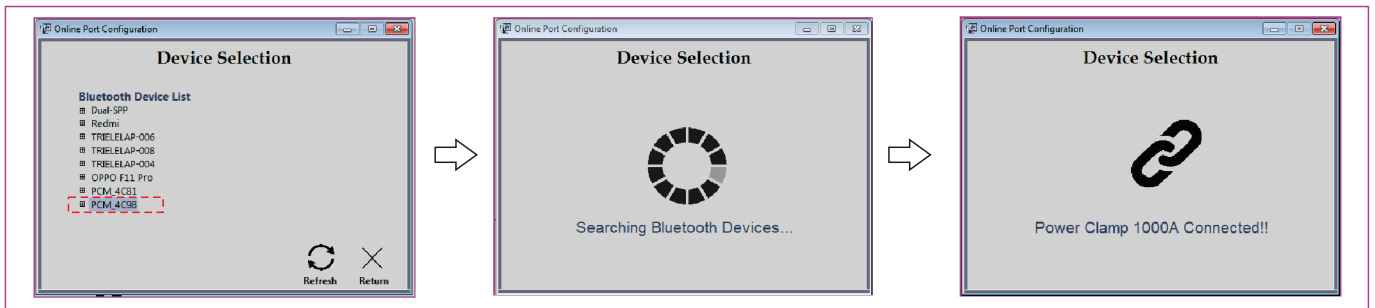 Online Port Configuration
Device Selection
Bluetooth Device List
Dual-SPP
Redmi
TRIELELAP-006
TRIELELAP-008
TRIELELAP-004
OPPO F11 Pro
PCM_4C81
PCM_4C98
Refresh Return
Online Port Configuration
Device Selection
Searching Bluetooth Devices...
Online Port Configuration
Device Selection
Power Clamp 1000A Connected!!